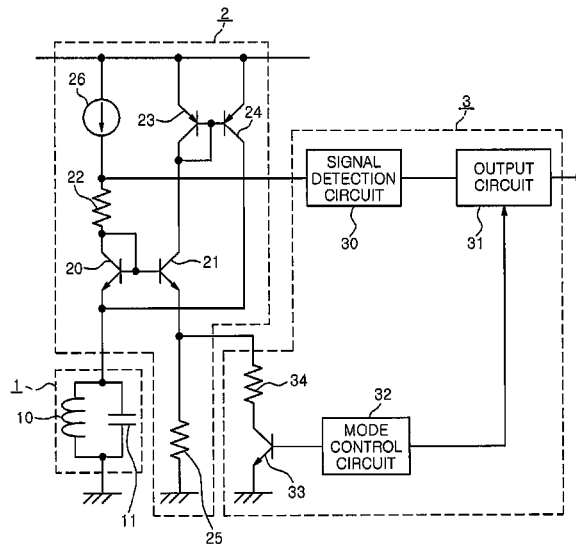 2
26
23
24
3
SIGNAL
DETECTION
CIRCUIT
OUTPUT
CIRCUIT
22
30
31
20
21
1
34
32
10
MODE
CONTROL
CIRCUIT
33
11
25